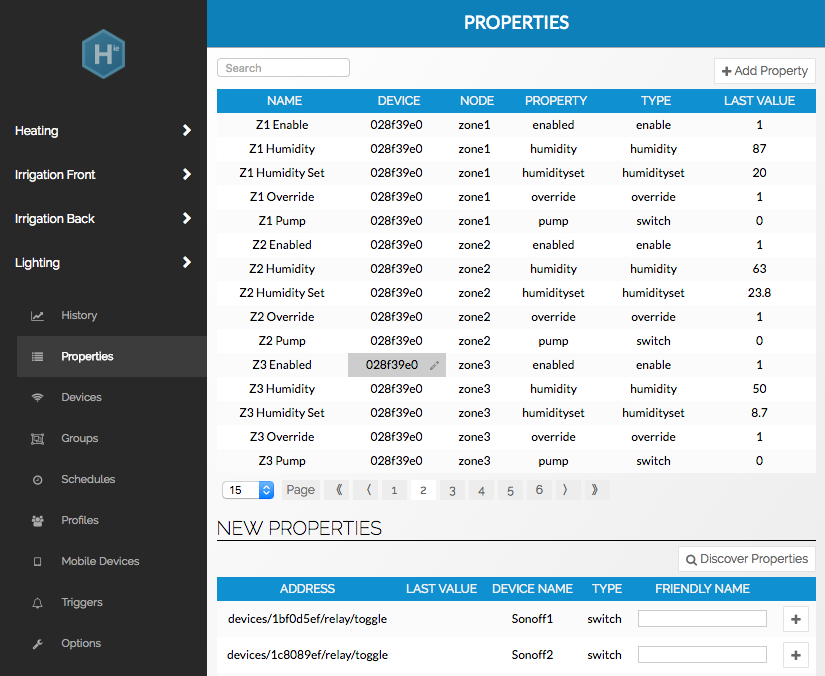 H ie
Heating
Irrigation Front
Irrigation Back
Lighting
History
Properties
Devices
Groups
Schedules
Profiles
Mobile Devices
Triggers
Options
PROPERTIES
Search
Add Property
NAME DEVICE NODE PROPERTY TYPE LAST VALUE
Z1 Enable 028f39e0 zone1 enabled enable 1
Z1 Humidity 028f39e0 zone1 humidity humidity 87
Z1 Humidity Set 028f39e0 zone1 humidityset humidityset 20
Z1 Override 028f39e0 zone1 override override 1
Z1 Pump 028f39e0 zone1 pump switch 0
Z2 Enabled 028f39e0 zone2 enabled enable 1
Z2 Humidity 028f39e0 zone2 humidity humidity 63
Z2 Humidity Set 028f39e0 zone2 humidityset humidityset 23.8
Z2 Override 028f39e0 zone2 override override 1
Z2 Pump 028f39e0 zone2 pump switch 0
Z3 Enabled 028f39e0 zone3 enabled enable 1
Z3 Humidity 028f39e0 zone3 humidity humidity 50
Z3 Humidity Set 028f39e0 zone3 humidityset humidityset 8.7
Z3 Override 028f39e0 zone3 override override 1
Z3 Pump 028f39e0 zone3 pump switch 0
15 Page 《 〈 1 2 3 4 5 6 〉 》
NEW PROPERTIES
Discover Properties
ADDRESS LAST VALUE DEVICE NAME TYPE FRIENDLY NAME
devices/1bf0d5ef/relay/toggle Sonoff1 switch +
devices/1c8089ef/relay/toggle Sonoff2 switch +